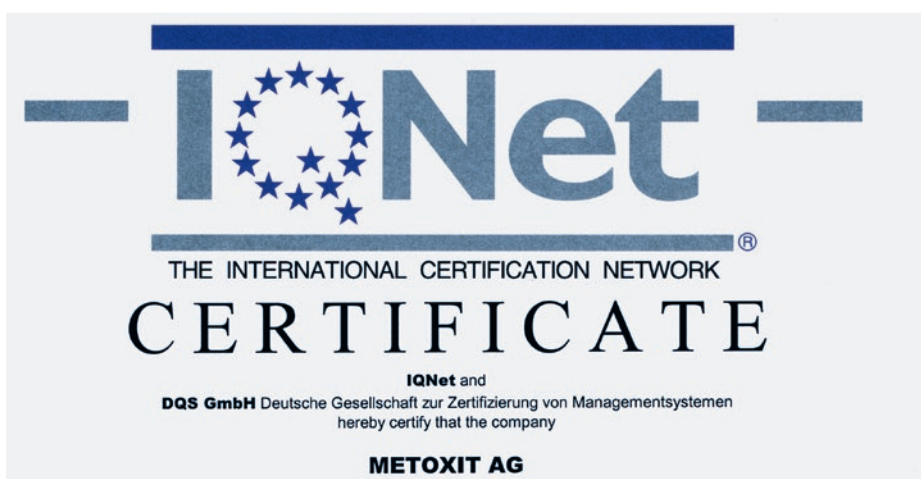 IQNet
®
THE INTERNATIONAL CERTIFICATION NETWORK
CERTIFICATE
IQNet and
DQS GmbH Deutsche Gesellschaft zur Zertifizierung von Managementsystemen
hereby certify that the company
METOXIT AG